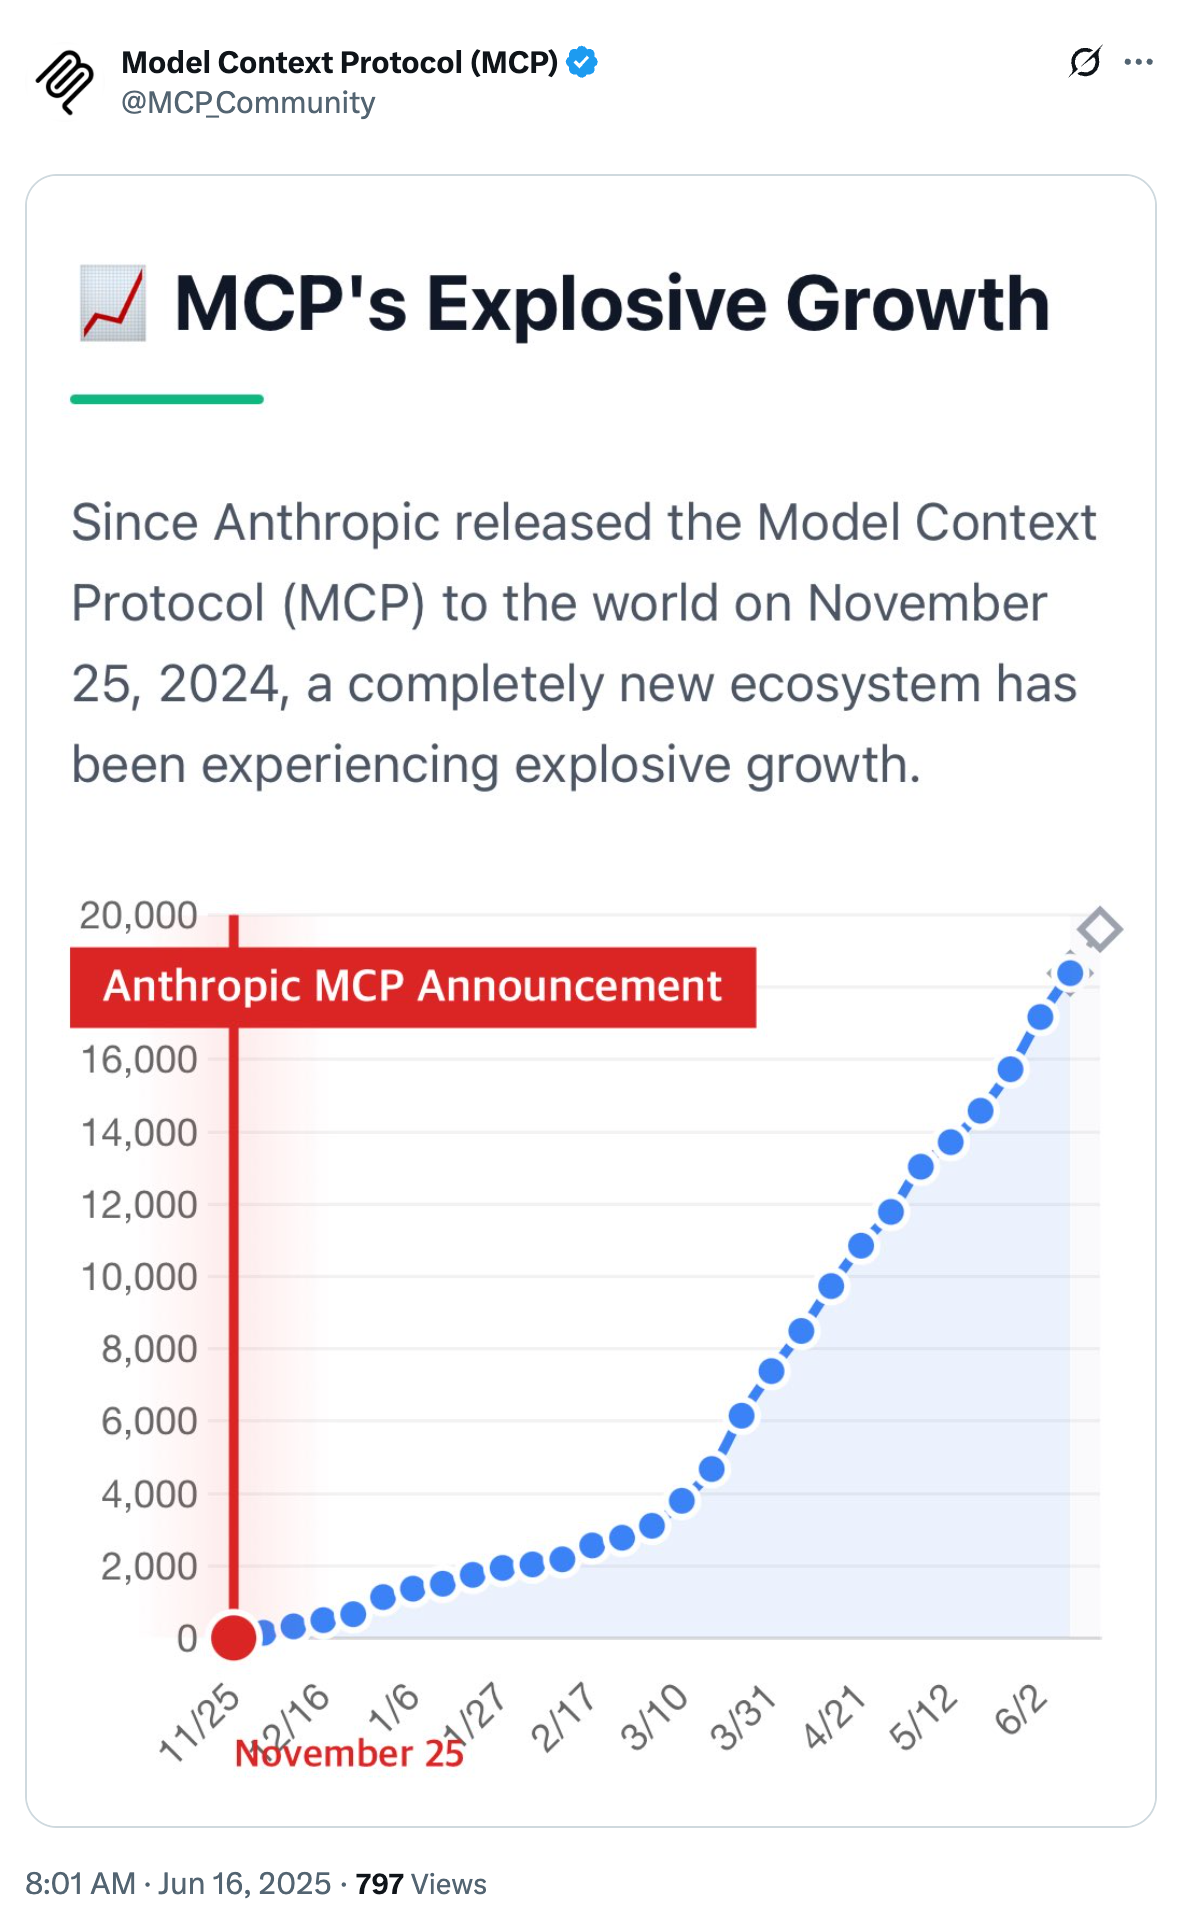 Model Context Protocol (MCP)
@MCP_Community
MCP's Explosive Growth
Since Anthropic released the Model Context
Protocol (MCP) to the world on November
25, 2024, a completely new ecosystem has
been experiencing explosive growth.
20,000
Anthropic MCP Announcement
16,000
14,000
12,000
10,000
8,000
6,000
4,000
2,000
0
11/25 12/16 1/6 1/27 2/17 3/10 3/31 4/21 5/12 6/2
November 25
8:01 AM · Jun 16, 2025 · 797 Views